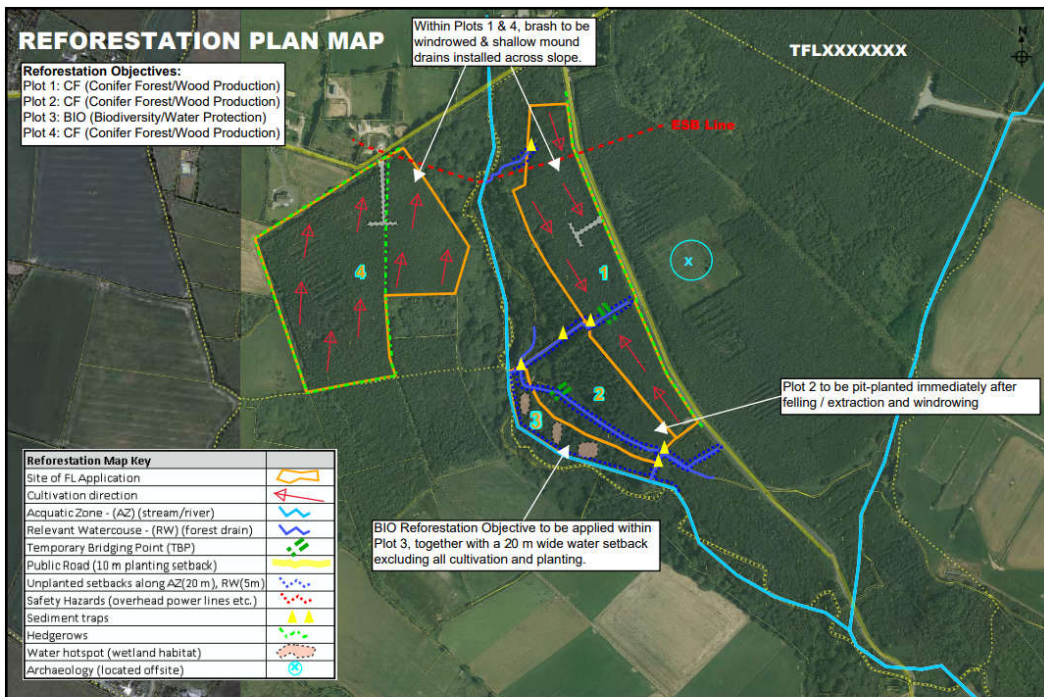 REFORESTATION PLAN MAP
Within Plots 1 & 4, brash to be
windrowed & shallow mound
drains installed across slope.
TFLXXXXXXX
N
Reforestation Objectives:
Plot 1: CF (Conifer Forest/Wood Production)
Plot 2: CF (Conifer Forest/Wood Production)
Plot 3: BIO (Biodiversity/Water Protection)
Plot 4: CF (Conifer Forest/Wood Production)
ESB Line
X
4
1
2
3
Plot 2 to be pit-planted immediately after
felling / extraction and windrowing
BIO Reforestation Objective to be applied within
Plot 3, together with a 20 m wide water setback
excluding all cultivation and planting.
Reforestation Map Key
Site of FL Application
Cultivation direction
Acquatic Zone - (AZ) (stream/river)
Relevant Watercouse - (RW) (forest drain)
Temporary Bridging Point (TBP)
Public Road (10 m planting setback)
Unplanted setbacks along AZ(20 m), RW(5m)
Safety Hazards (overhead power lines etc.)
Sediment traps
Hedgerows
Water hotspot (wetland habitat)
Archaeology (located offsite)
X